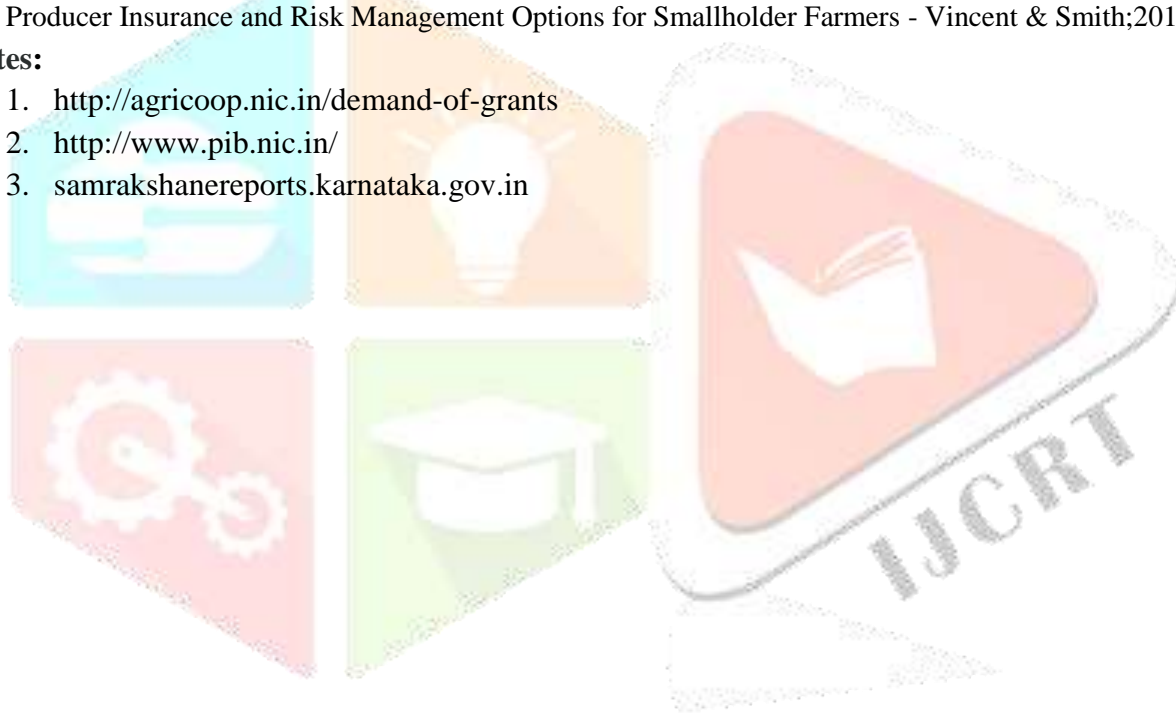 Producer Insurance and Risk Management Options for Smallholder Farmers - Vincent & Smith;201
tes:
1. http://agricoop.nic.in/demand-of-grants
2. http://www.pib.nic.in/
3. samrakshanereports.karnataka.gov.in
IJCRT